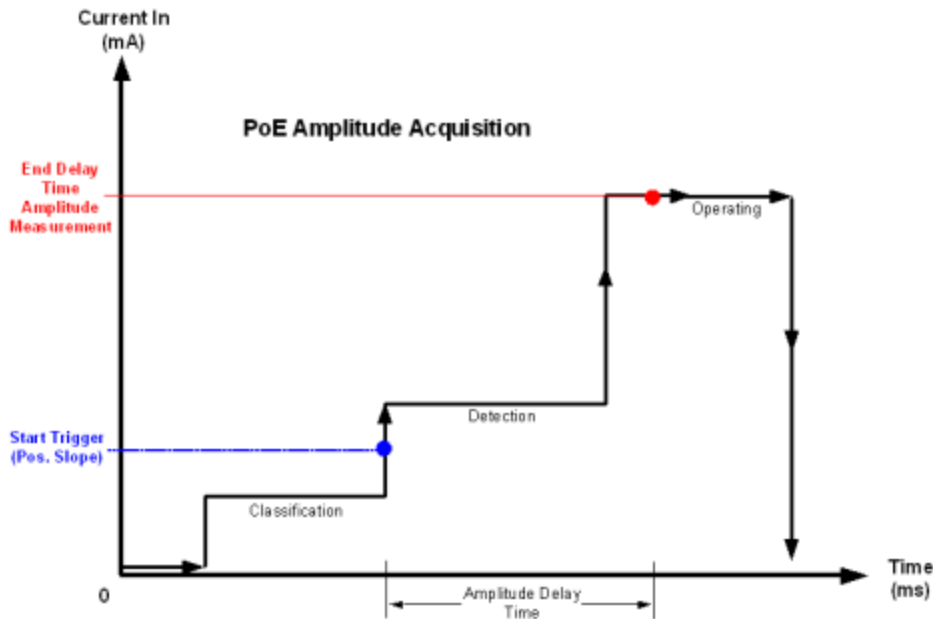 Current In
(mA)
PoE Amplitude Acquisition
End Delay
Time
Amplitude
Measurement
Operating
Detection
Start Trigger
(Pos. Slope)
Classification
Time
(ms)
0
Amplitude Delay
Time